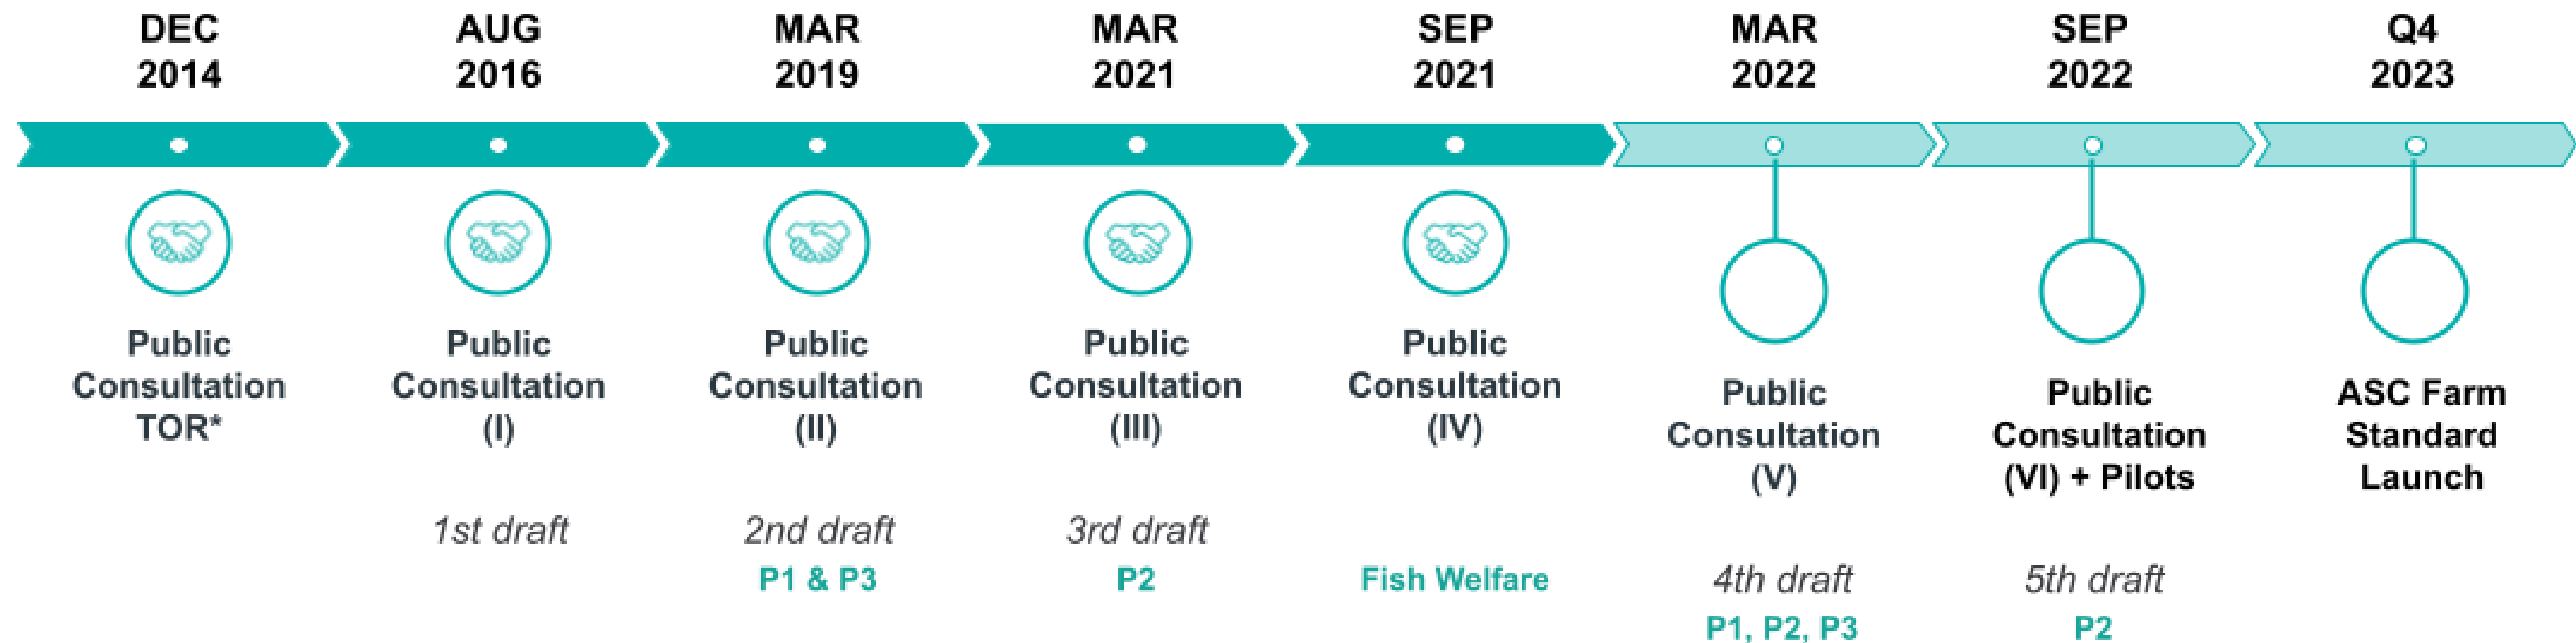 DEC
2014
AUG
2016
MAR
2019
MAR
2021
SEP
2021
MAR
2022
SEP
2022
Q4
2023
Public
Consultation
TOR*
Public
Consultation
(I)
1st draft
Public
Consultation
(II)
2nd draft
P1 & P3
Public
Consultation
(III)
3rd draft
P2
Public
Consultation
(IV)
Fish Welfare
Public
Consultation
(V)
4th draft
P1, P2, P3
Public
Consultation
(VI) + Pilots
5th draft
P2
ASC Farm
Standard
Launch